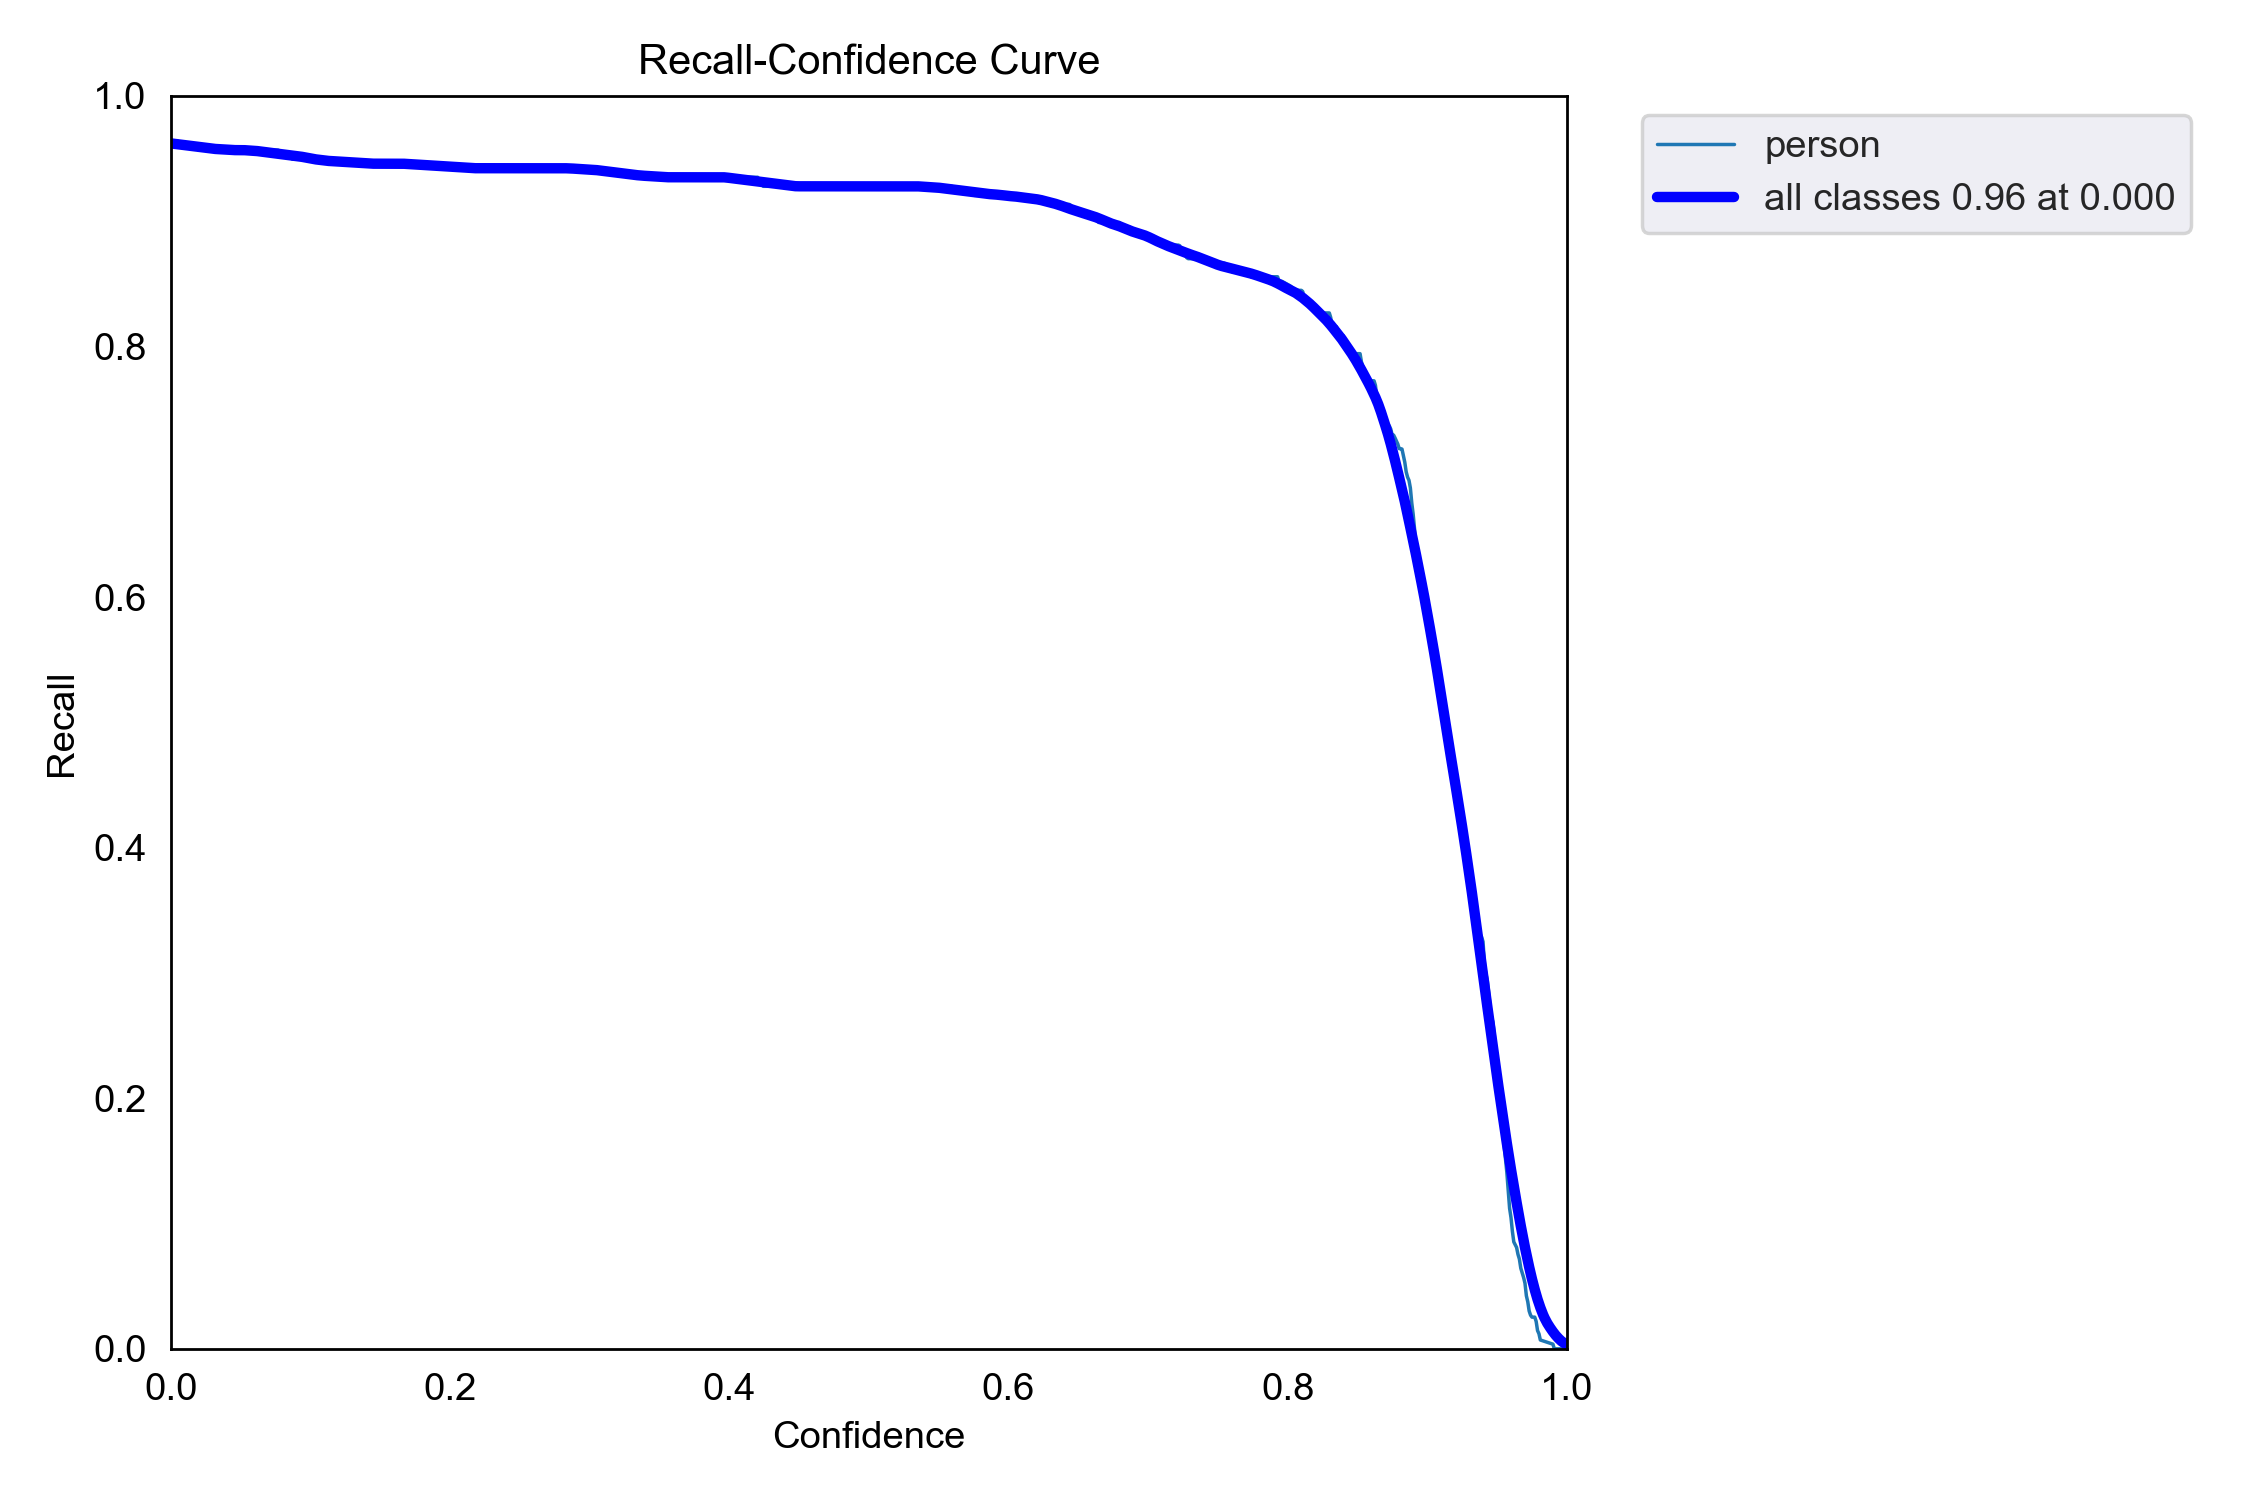 Recall-Confidence Curve
1.0
0.8
0.6
0.4
0.2
0.0
Recall
0.0 0.2 0.4 0.6 0.8 1.0
Confidence
person
all classes 0.96 at 0.000